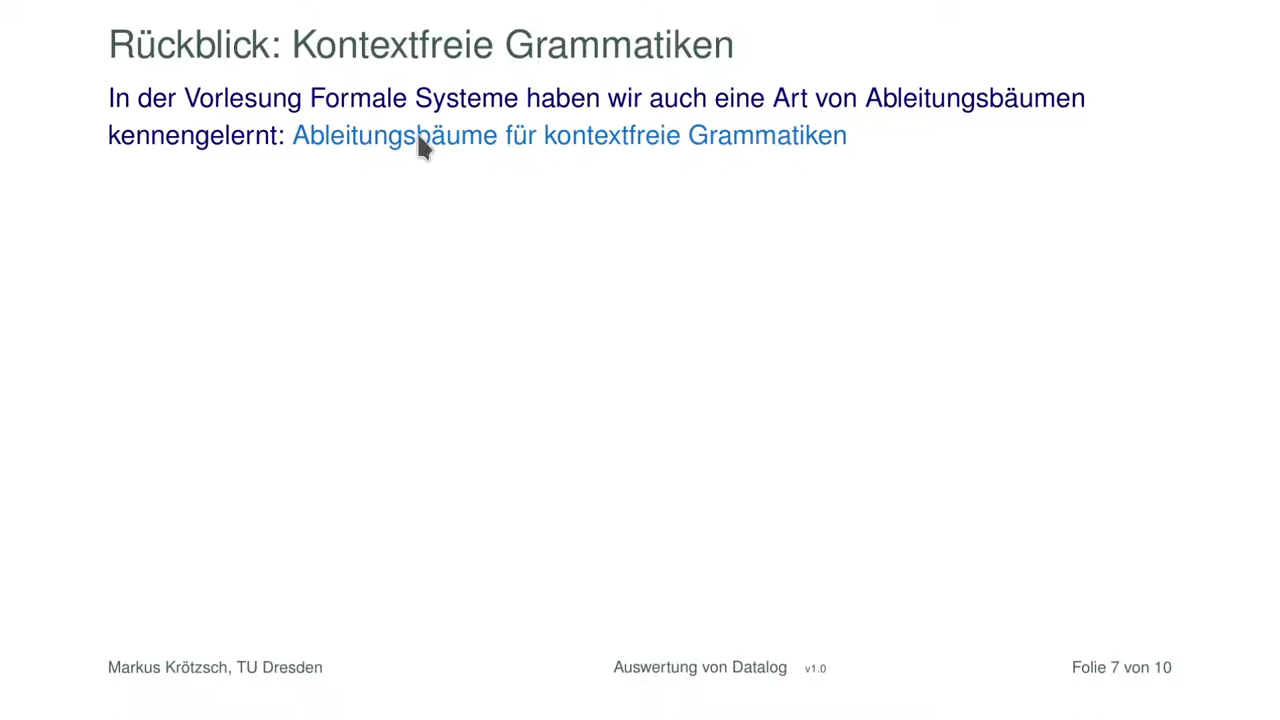 Rückblick: Kontextfreie Grammatiken
In der Vorlesung Formale Systeme haben wir auch eine Art von Ableitungsbäumen
kennengelernt: Ableitungsbäume für kontextfreie Grammatiken
Markus Krötzsch, TU Dresden
Auswertung von Datalog v1.0
Folie 7 von 10